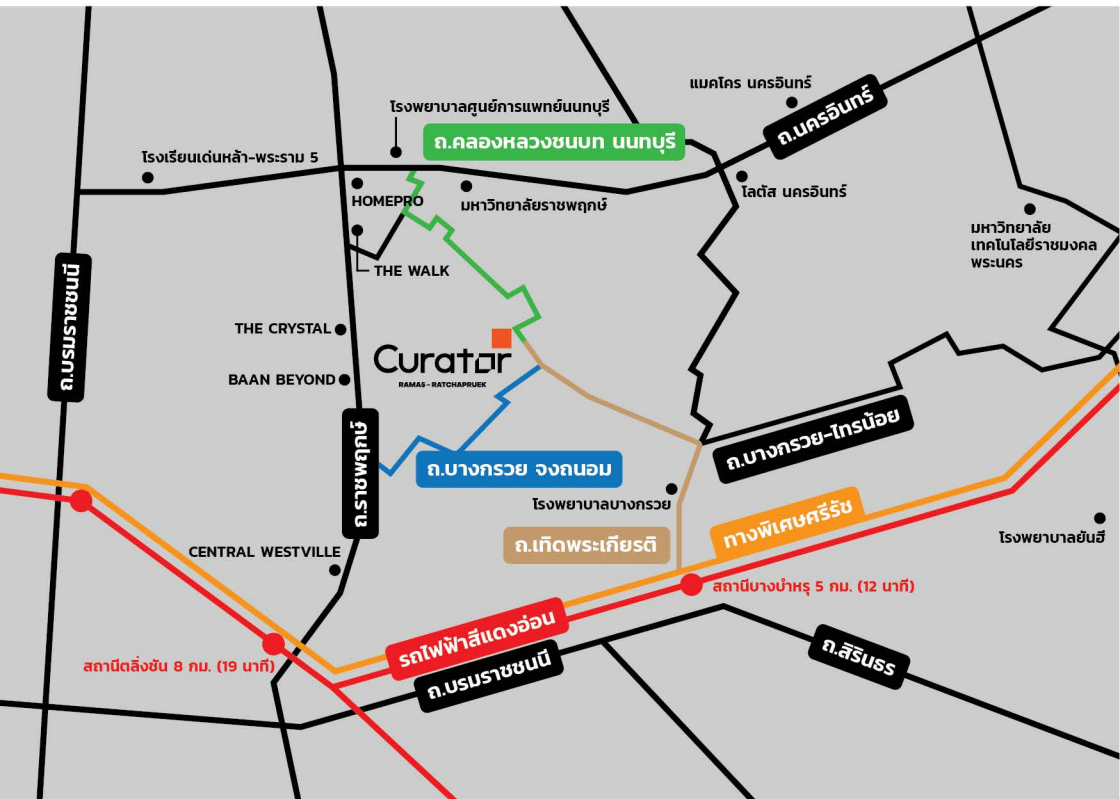 แมคโคร นครอินทร์
ถ.นครอินทร์
โรงพยาบาลศูนย์การแพทย์นนทบุรี
ถ.คลองหลวงชนบท นนทบุรี
โรงเรียนเด่นหล้า-พระราม 5
HOMEPRO
มหาวิทยาลัยราชพฤกษ์
โลตัส นครอินทร์
มหาวิทยาลัย
เทคโนโลยีราชมงคล
พระนคร
THE WALK
ถ.บรมราชชนนี
THE CRYSTAL
Curator
RAMA5 - RATCHAPRUEK
BAAN BEYOND
ถ.ราชพฤกษ์
ถ.บางกรวย จงถนอม
ถ.บางกรวย-ไทรน้อย
โรงพยาบาลบางกรวย
ทางพิเศษศรีรัช
ถ.เทิดพระเกียรติ
โรงพยาบาลยันฮี
CENTRAL WESTVILLE
สถานีบางบำหรุ 5 กม. (12 นาที)
รถไฟฟ้าสีแดงอ่อน
สถานีตลิ่งชัน 8 กม. (19 นาที)
ถ.บรมราชชนนี
ถ.สิรินธร